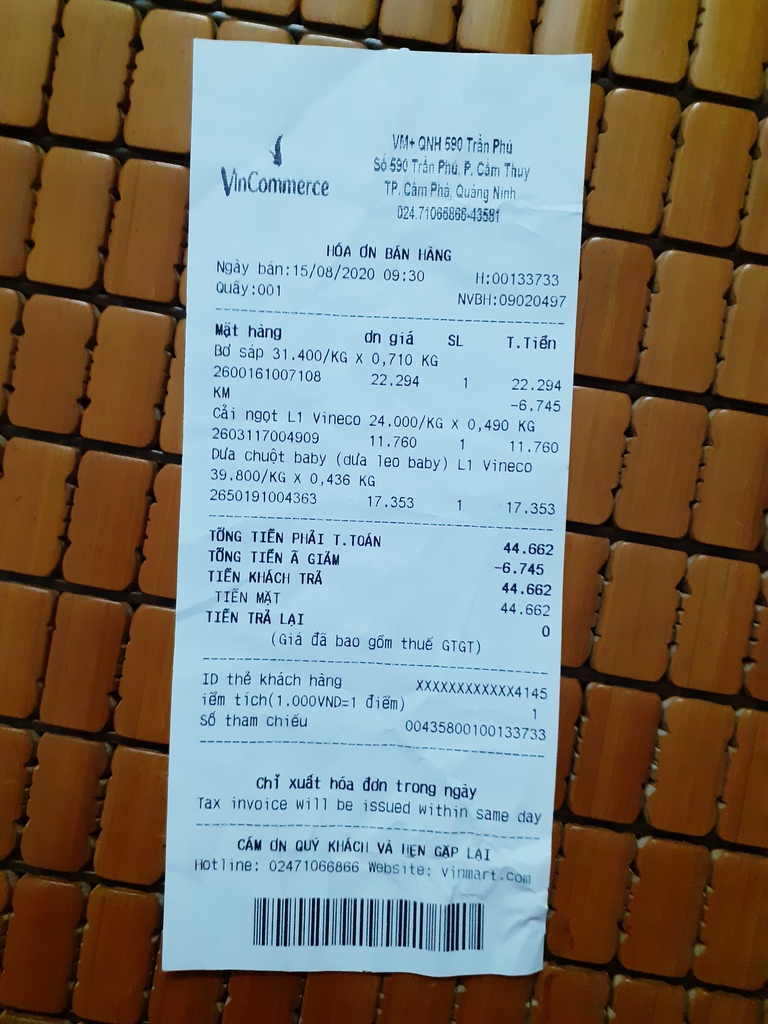 VinCommerce
VM+ QNH 590 Trần Phú
Số 590 Trần Phú, P. Cẩm Thuỷ
TP. Cẩm Phả, Quảng Ninh
024.71066866-43581
HÓA ƠN BÁN HÀNG
Ngày bán:15/08/2020 09:30 H:00133733
Quầy:001 NVBH:09020497
Mặt hàng ơn giá SL T.Tiền
Bơ sáp 31.400/KG X 0,710 KG
2600161007108 22.294 1 22.294
KM -6.745
Cải ngọt L1 Vineco 24.000/KG X 0,490 KG
2603117004909 11.760 1 11.760
Dưa chuột baby (dưa leo baby) L1 Vineco
39.800/KG X 0,436 KG
2650191004363 17.353 1 17.353
TỔNG TIỀN PHẢI T.TOÁN 44.662
TỔNG TIỀN Ã GIẢM -6.745
TIỀN KHÁCH TRẢ 44.662
TIỀN MẶT 44.662
TIỀN TRẢ LẠI 0
(Giá đã bao gồm thuế GTGT)
ID thẻ khách hàng XXXXXXXXXXXX4145
iểm tích(1.000VND=1 điểm) 1
Số tham chiếu 00435800100133733
Chỉ xuất hóa đơn trong ngày
Tax invoice will be issued within same day
CẢM ƠN QUÝ KHÁCH VÀ HẸN GẶP LẠI
Hotline: 02471066866 Website: vinmart.com